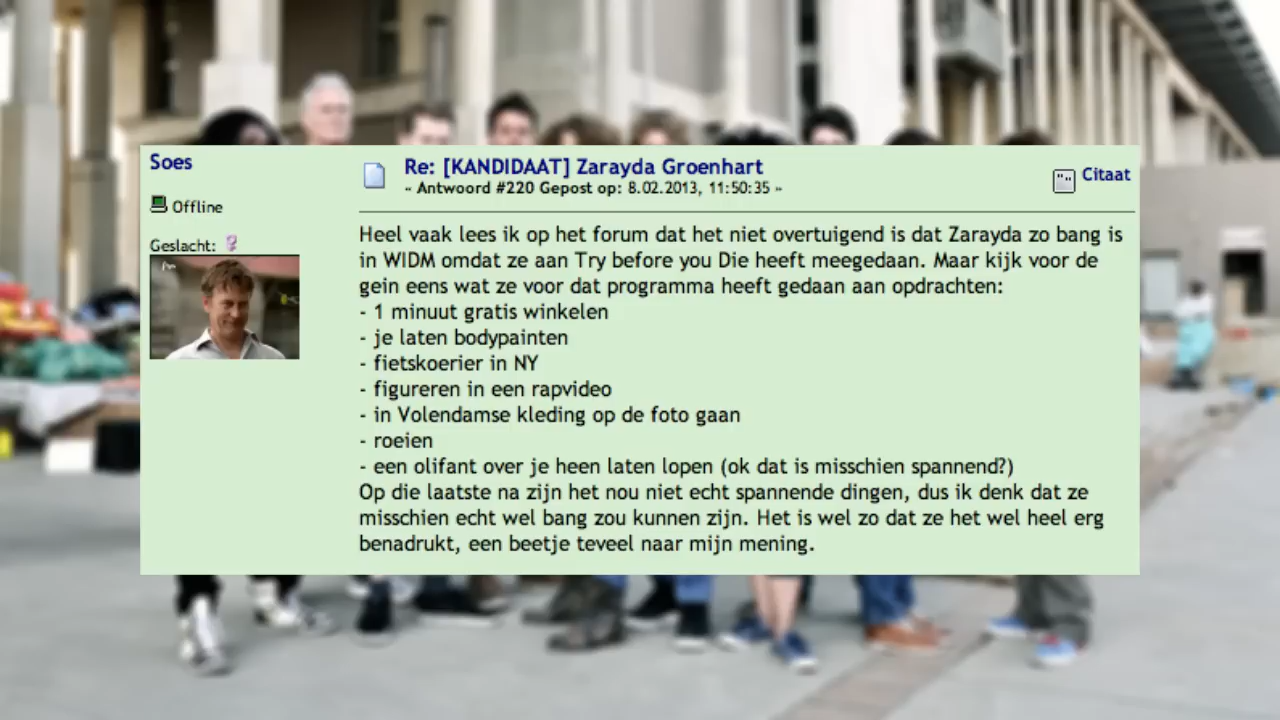 Soes
Offline
Geslacht:
Re: [KANDIDAAT] Zarayda Groenhart
« Antwoord #220 Gepost op: 8.02.2013, 11:50:35 »
Citaat
Heel vaak lees ik op het forum dat het niet overtuigend is dat Zarayda zo bang is
in WIDM omdat ze aan Try before you Die heeft meegedaan. Maar kijk voor de
gein eens wat ze voor dat programma heeft gedaan aan opdrachten:
- 1 minuut gratis winkelen
- je laten bodypainten
- fietskoerier in NY
- figureren in een rapvideo
- in Volendamse kleding op de foto gaan
- roeien
- een olifant over je heen laten lopen (ok dat is misschien spannend?)
Op die laatste na zijn het nou niet echt spannende dingen, dus ik denk dat ze
misschien echt wel bang zou kunnen zijn. Het is wel zo dat ze het wel heel erg
benadrukt, een beetje teveel naar mijn mening.